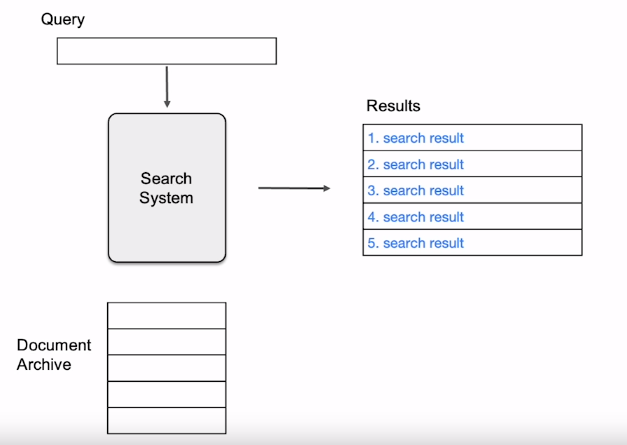 Query
Search
System
Results
1. search result
2. search result
3. search result
4. search result
5. search result
Document
Archive